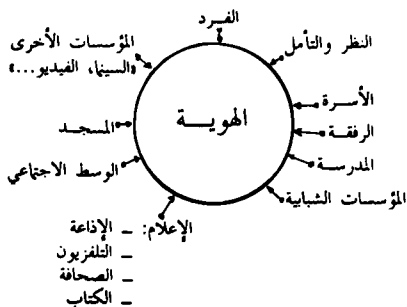 الفرد
النظر والتأمل
الأسرة
الرفقة
المدرسة
المؤسسات الشبابية
الإعلام: _ الإذاعة
_ التلفزيون
_ الصحافة
_ الكتاب
الوسط الاجتماعي
المسجد
المؤسسات الأخرى
«السينما، الفيديو...»
الهويـة